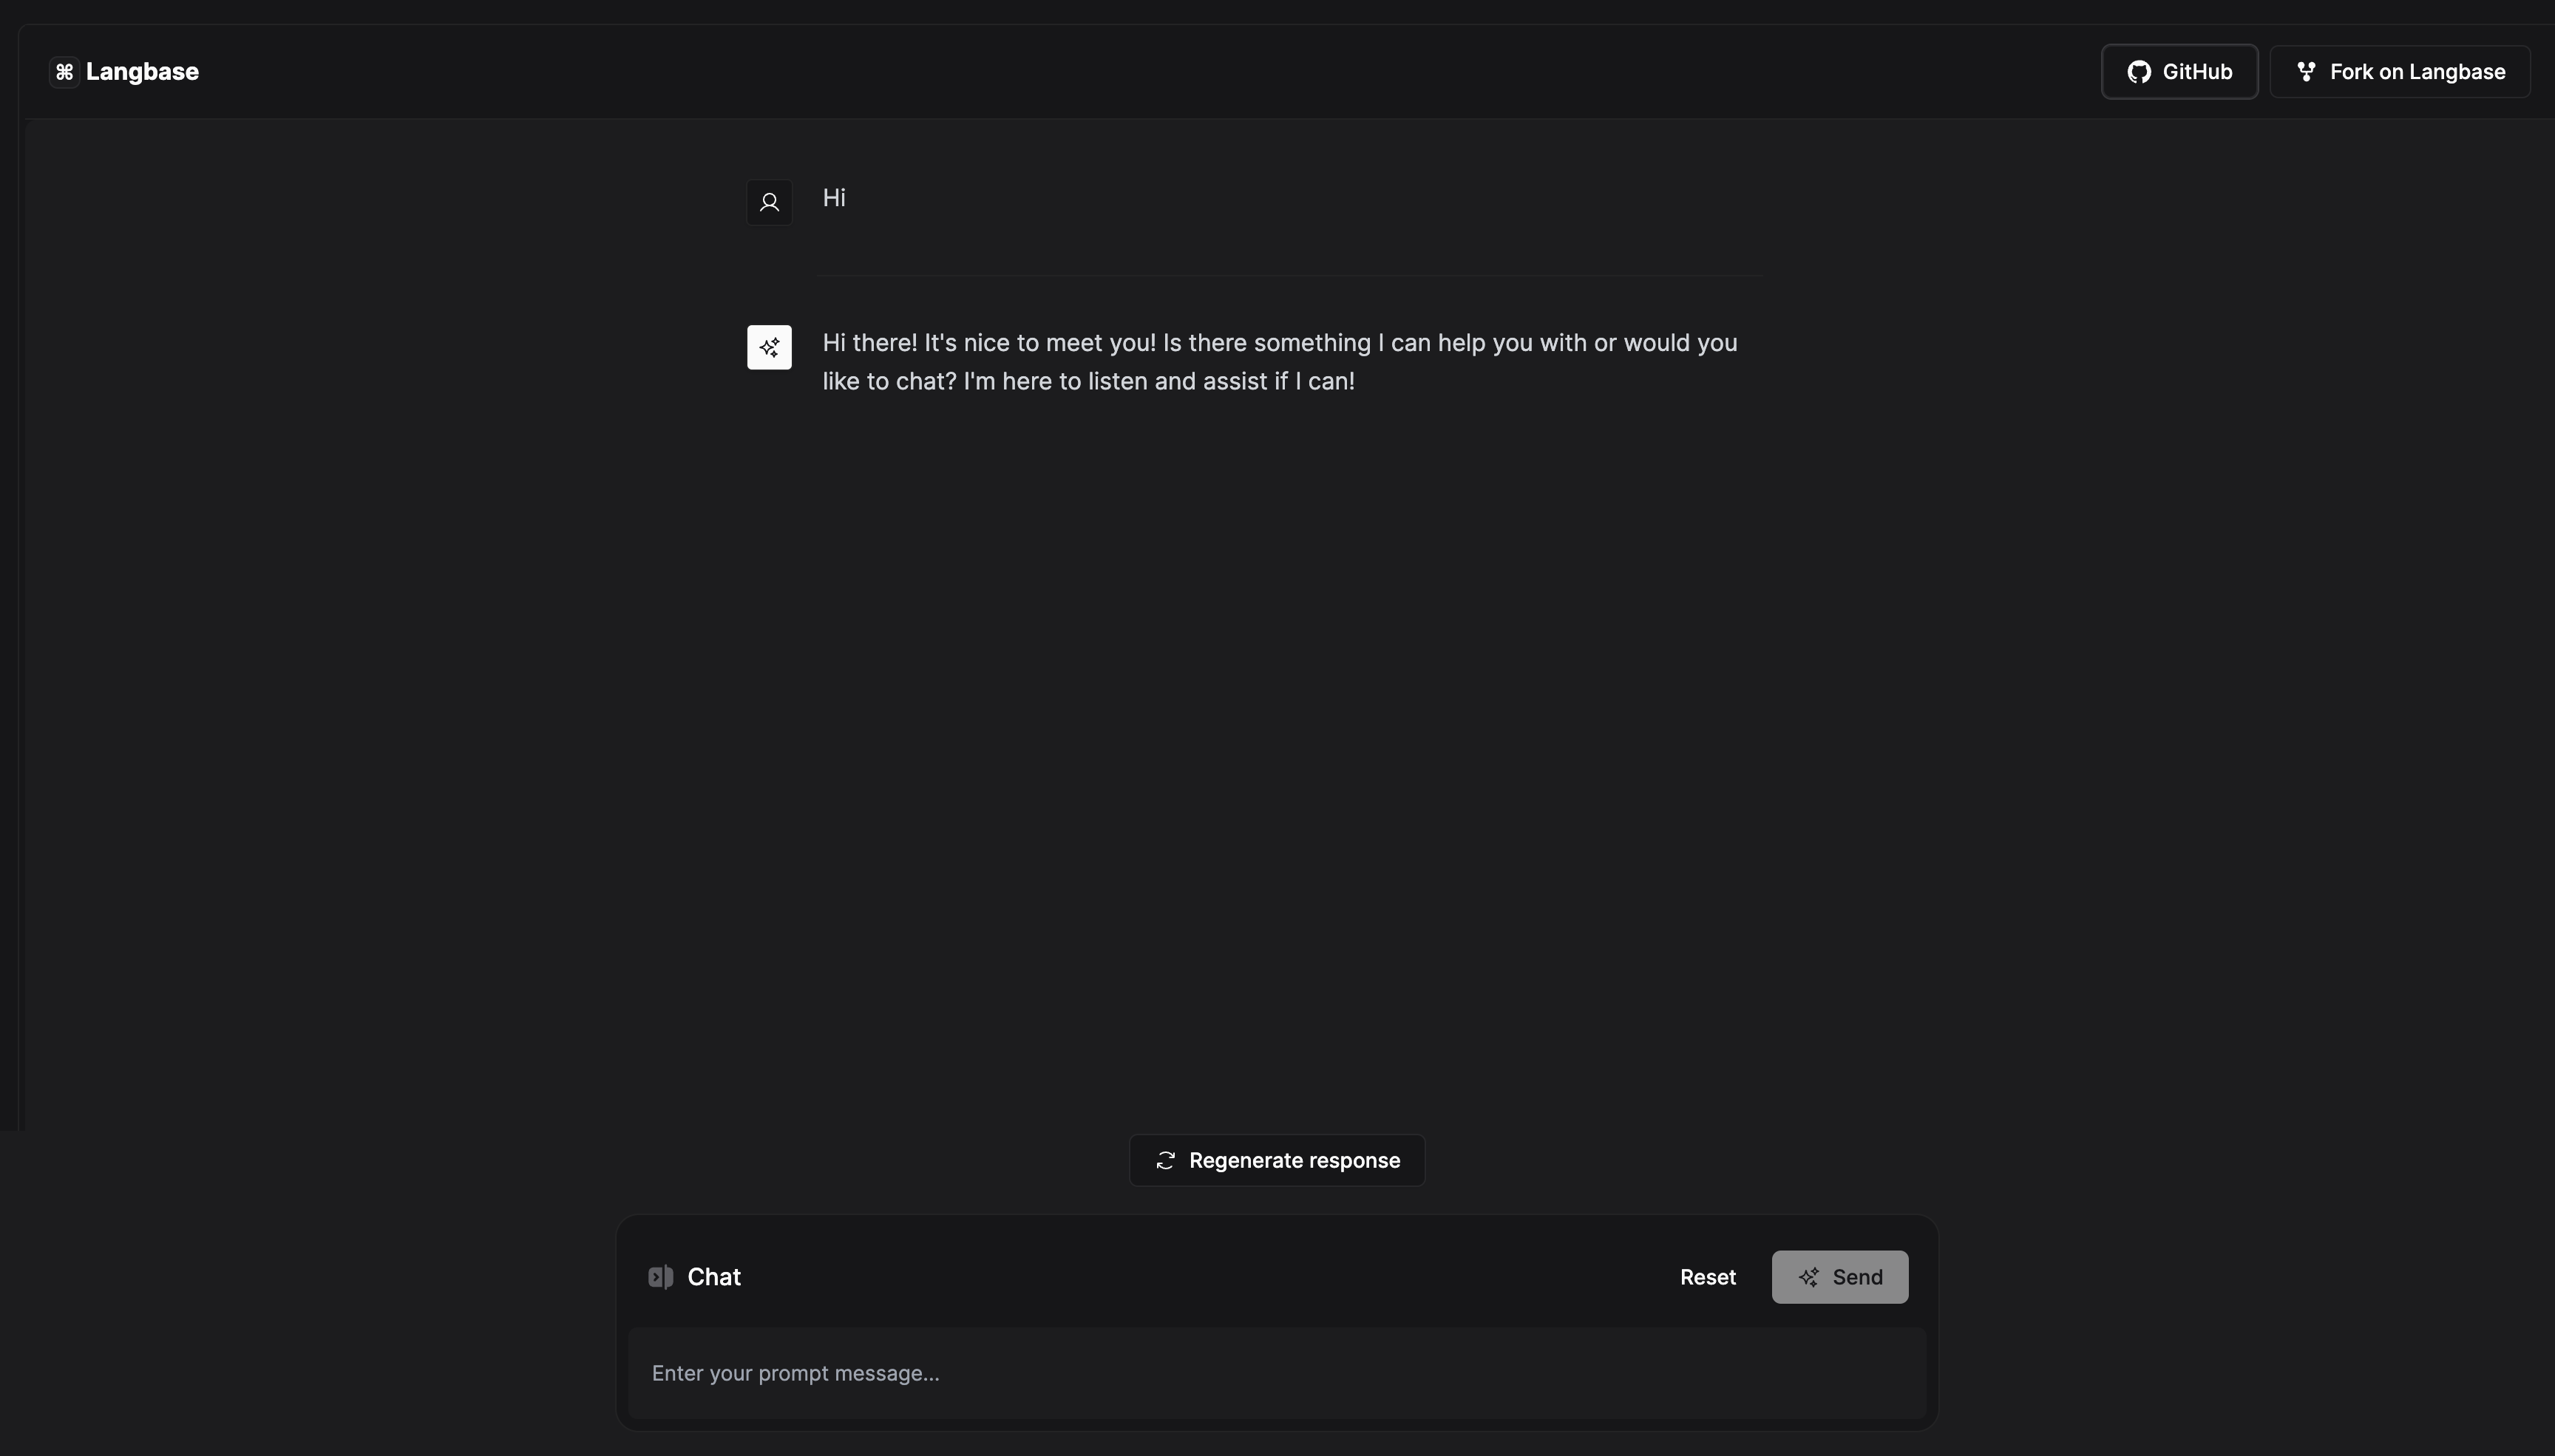 Langbase
GitHub
Fork on Langbase
Hi
Hi there! It's nice to meet you! Is there something I can help you with or would you
like to chat? I'm here to listen and assist if I can!
Regenerate response
Chat
Reset
Send
Enter your prompt message...